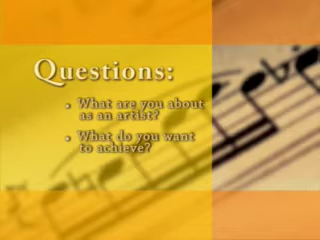 Questions:
• What are you about
as an artist?
• What do you want
to achieve?